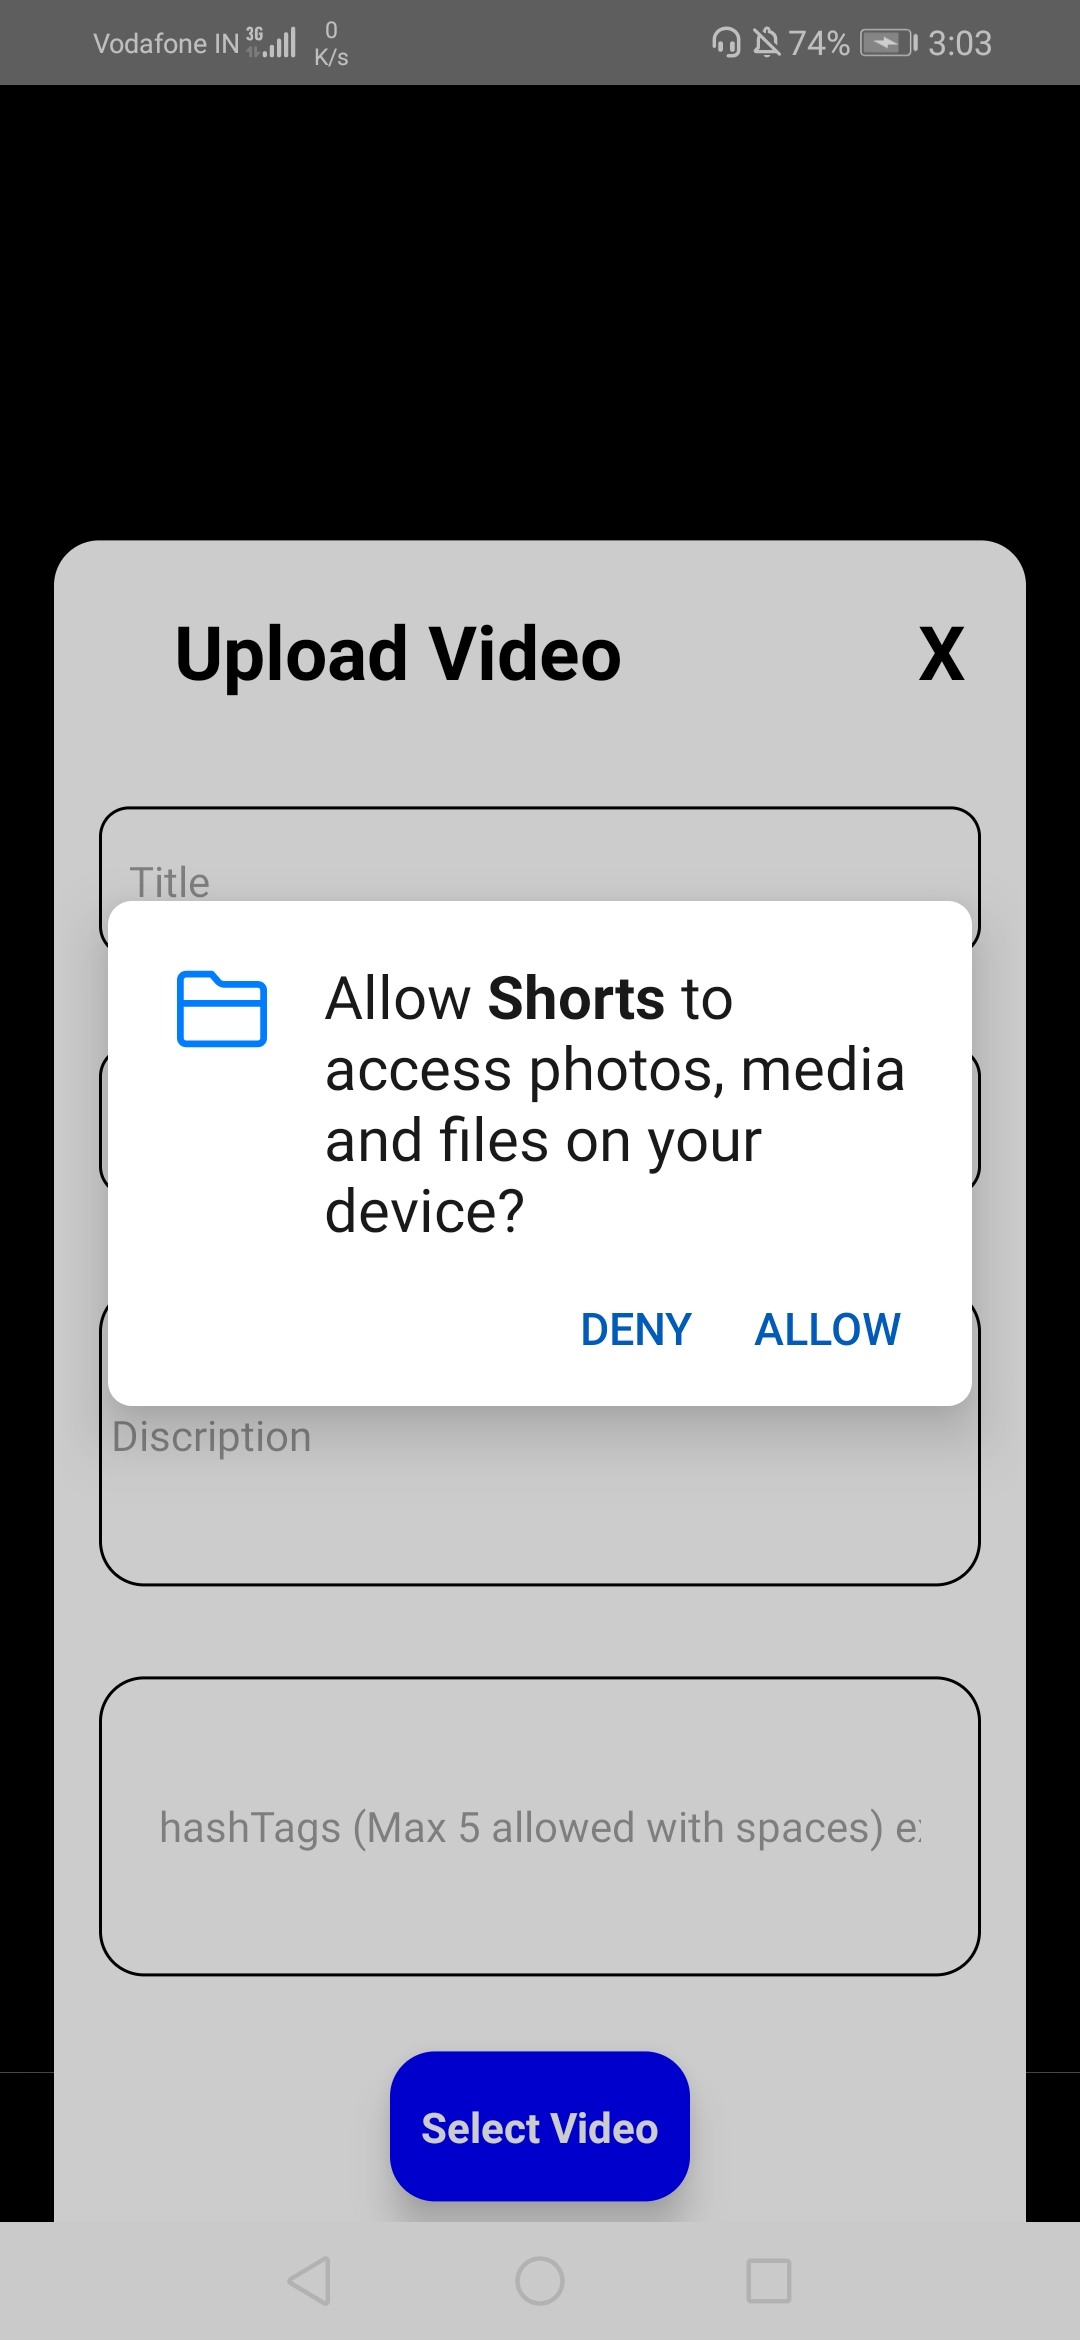 Vodafone IN 3G 0 K/s 74% 3:03
Upload Video X
Title
Allow Shorts to
access photos, media
and files on your
device?
DENY ALLOW
Discription
hashTags (Max 5 allowed with spaces)
Select Video